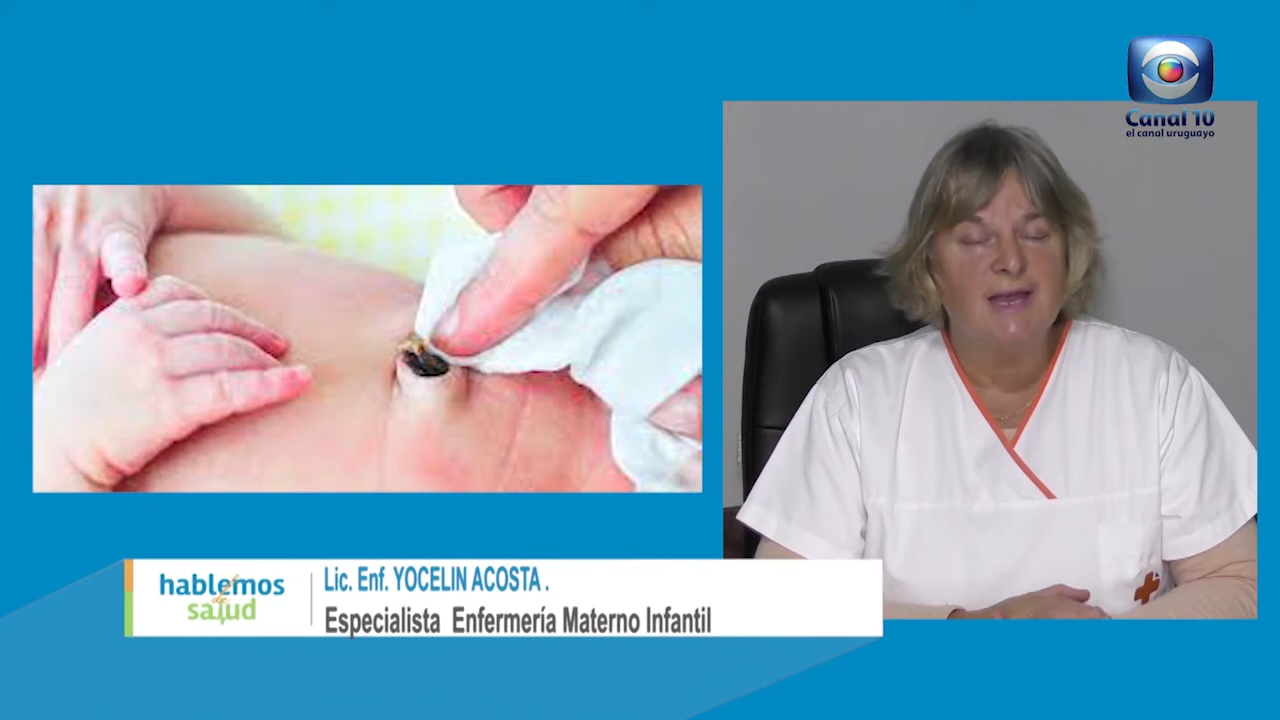 Canal 10
el canal uruguayo
hablemos
de
salud
Lic. Enf. YOCELIN ACOSTA .
Especialista  Enfermería Materno Infantil